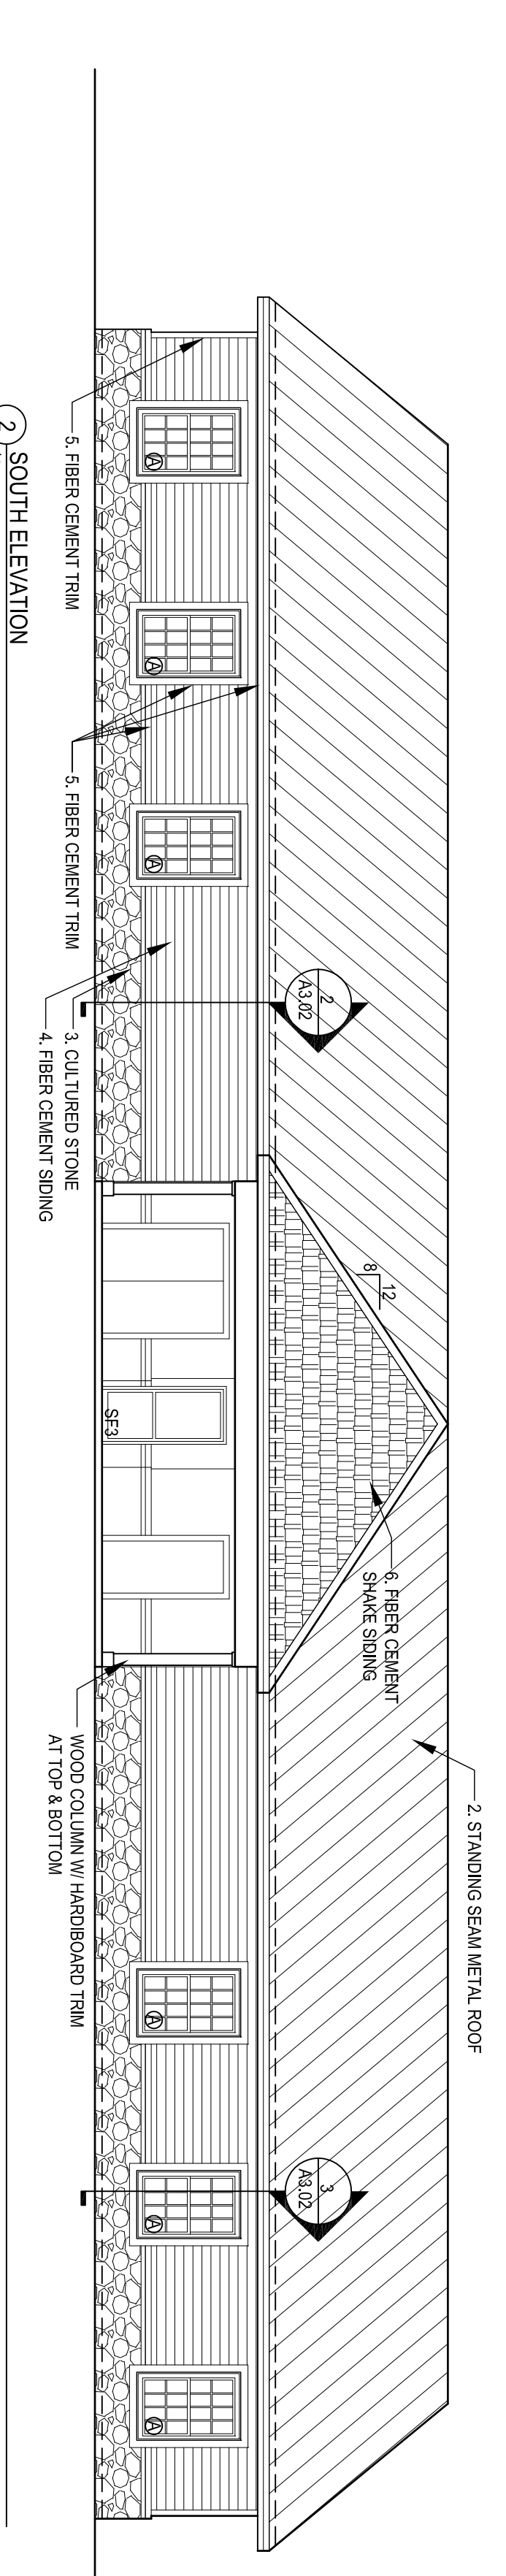 2. STANDING SEAM METAL ROOF
12
8
6. FIBER CEMENT
SHAKE SIDING
2
A3.02
3
A3.02
A
A
A
A
A
A
SF3
5. FIBER CEMENT TRIM
5. FIBER CEMENT TRIM
3. CULTURED STONE
4. FIBER CEMENT SIDING
WOOD COLUMN W/ HARDIBOARD TRIM
AT TOP & BOTTOM
2
SOUTH ELEVATION